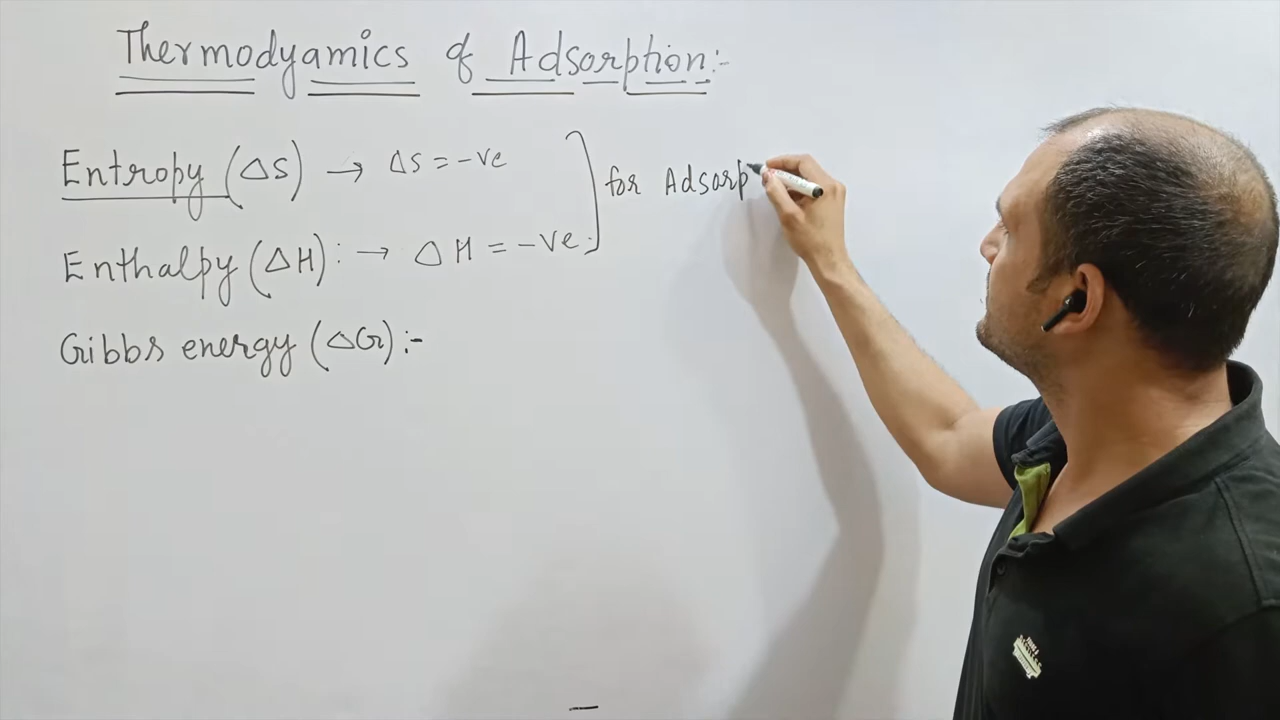 Thermodyamics of Adsorption:-
Entropy (ΔS) → ΔS = -ve
for Adsorp
Enthalpy (ΔH): → ΔH = -ve.
Gibbs energy (ΔG):-